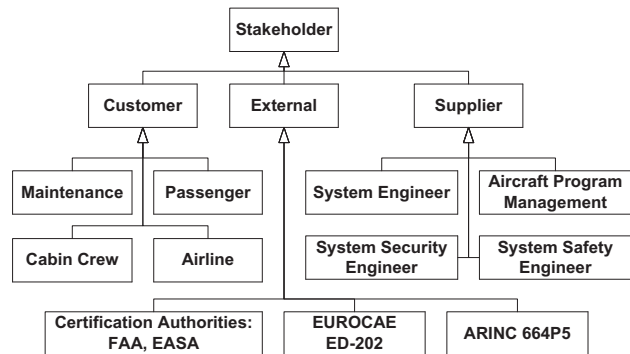 Stakeholder
Customer
External
Supplier
Maintenance
Passenger
System Engineer
Aircraft Program
Management
Cabin Crew
Airline
System Security
Engineer
System Safety
Engineer
Certification Authorities:
FAA, EASA
EUROCAE
ED-202
ARINC 664P5